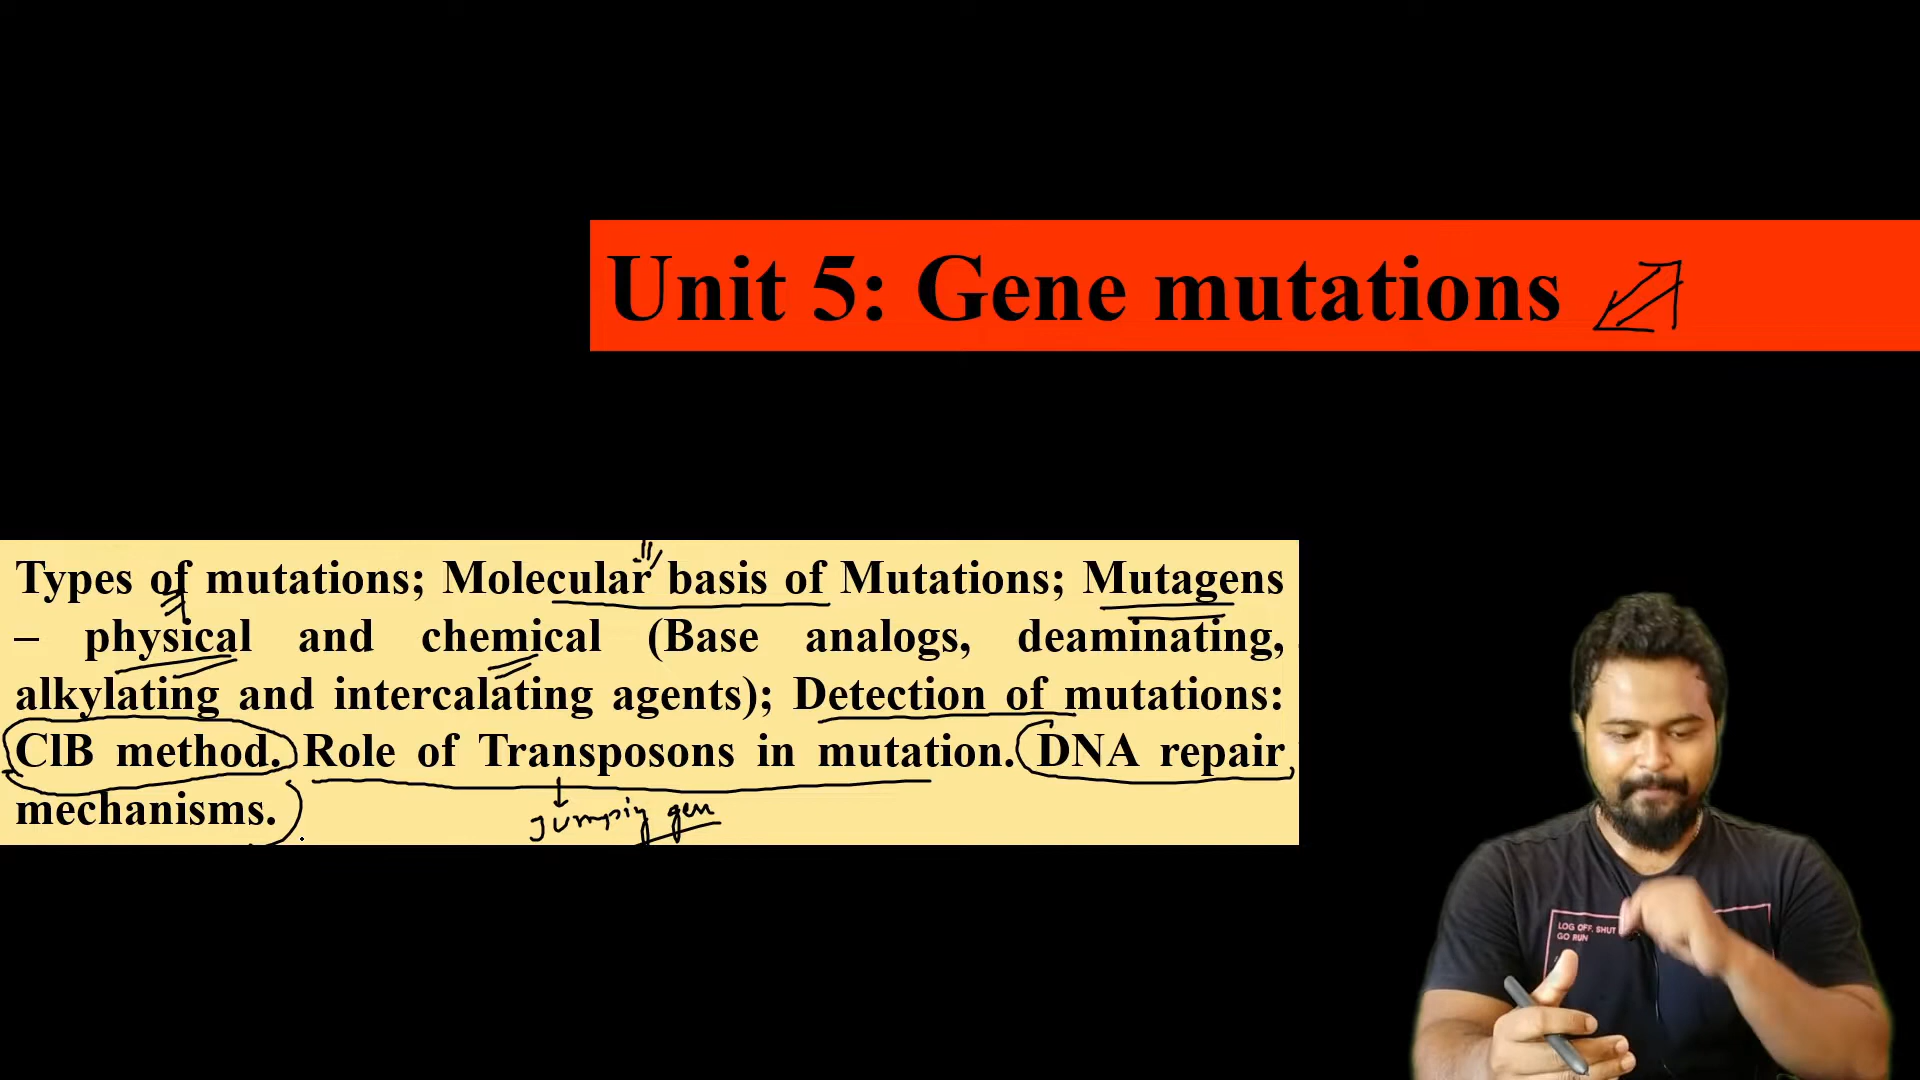 Unit 5: Gene mutations
Types of mutations; Molecular basis of Mutations; Mutagens
– physical and chemical (Base analogs, deaminating,
alkylating and intercalating agents); Detection of mutations:
ClB method. Role of Transposons in mutation. DNA repair
mechanisms.
Jumpin gen
LOG OFF, SHUT
GO RUN